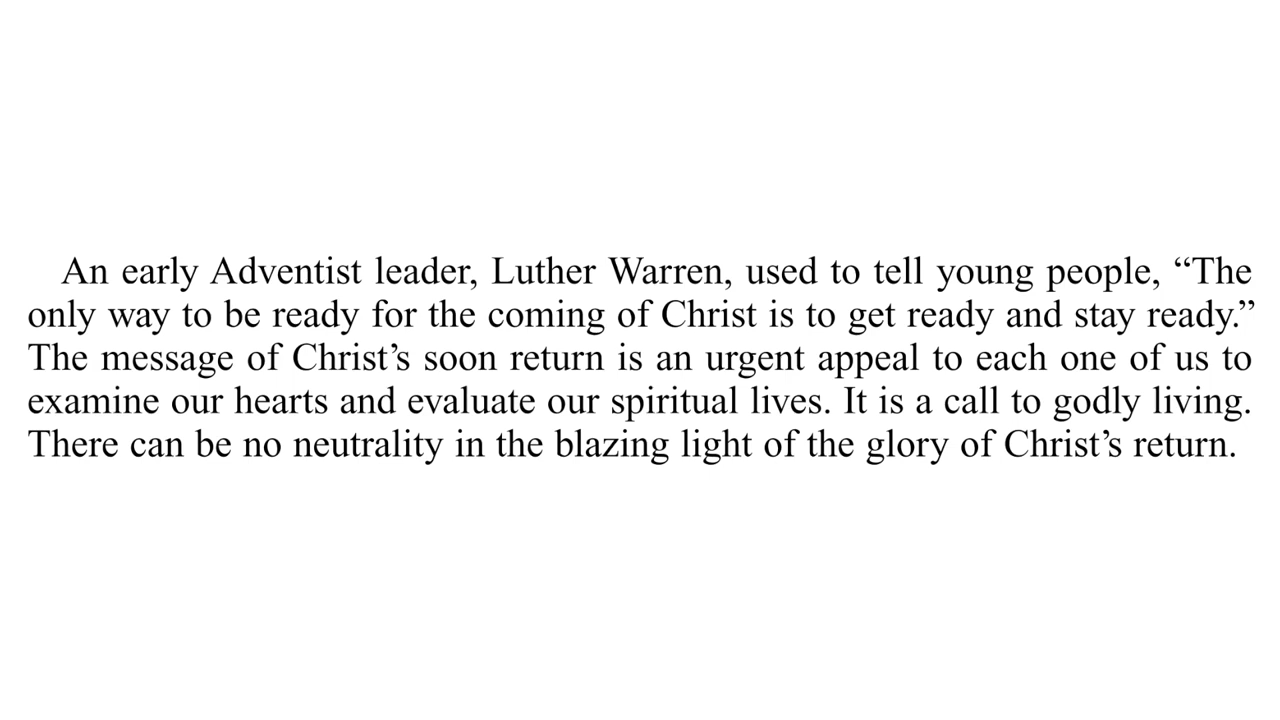 An early Adventist leader, Luther Warren, used to tell young people, “The
only way to be ready for the coming of Christ is to get ready and stay ready.”
The message of Christ’s soon return is an urgent appeal to each one of us to
examine our hearts and evaluate our spiritual lives. It is a call to godly living.
There can be no neutrality in the blazing light of the glory of Christ’s return.